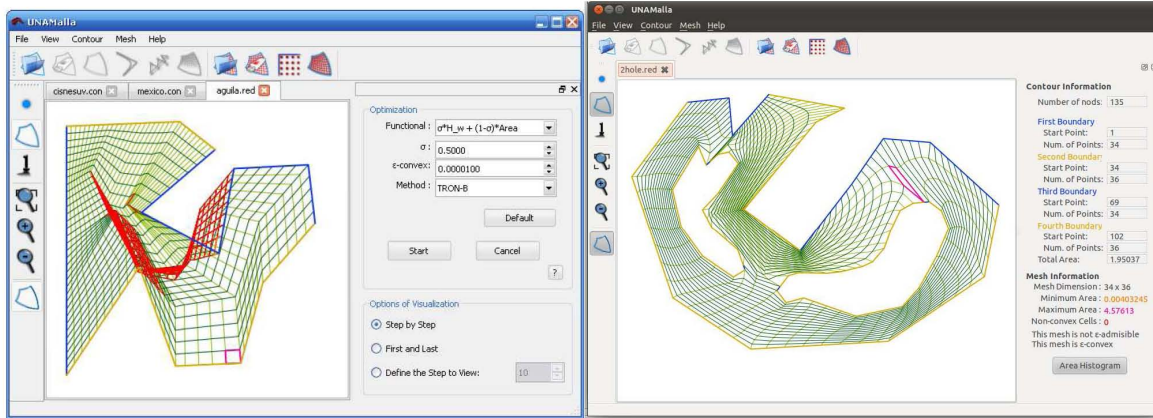 UNAMalla
File View Contour Mesh Help
cisnesuv.con mexico.con aguila.red
Optimization
Functional : σ*H_w + (1-σ)*Area
σ : 0.5000
ε-convex: 0.0000100
Method : TRON-B
Default
Start Cancel
?
Options of Visualization
Step by Step
First and Last
Define the Step to View: 10
UNAMalla
File View Contour Mesh Help
2hole.red
Contour Information
Number of nods: 135
First Boundary
Start Point: 1
Num. of Points: 34
Second Boundary
Start Point: 34
Num. of Points: 36
Third Boundary
Start Point: 69
Num. of Points: 34
Fourth Boundary
Start Point: 102
Num. of Points: 36
Total Area: 1.95037
Mesh Information
Mesh Dimension : 34 x 36
Minimum Area : 0.00403245
Maximum Area : 4.57613
Non-convex Cells : 0
This mesh is not ε-admisible
This mesh is ε-convex
Area Histogram